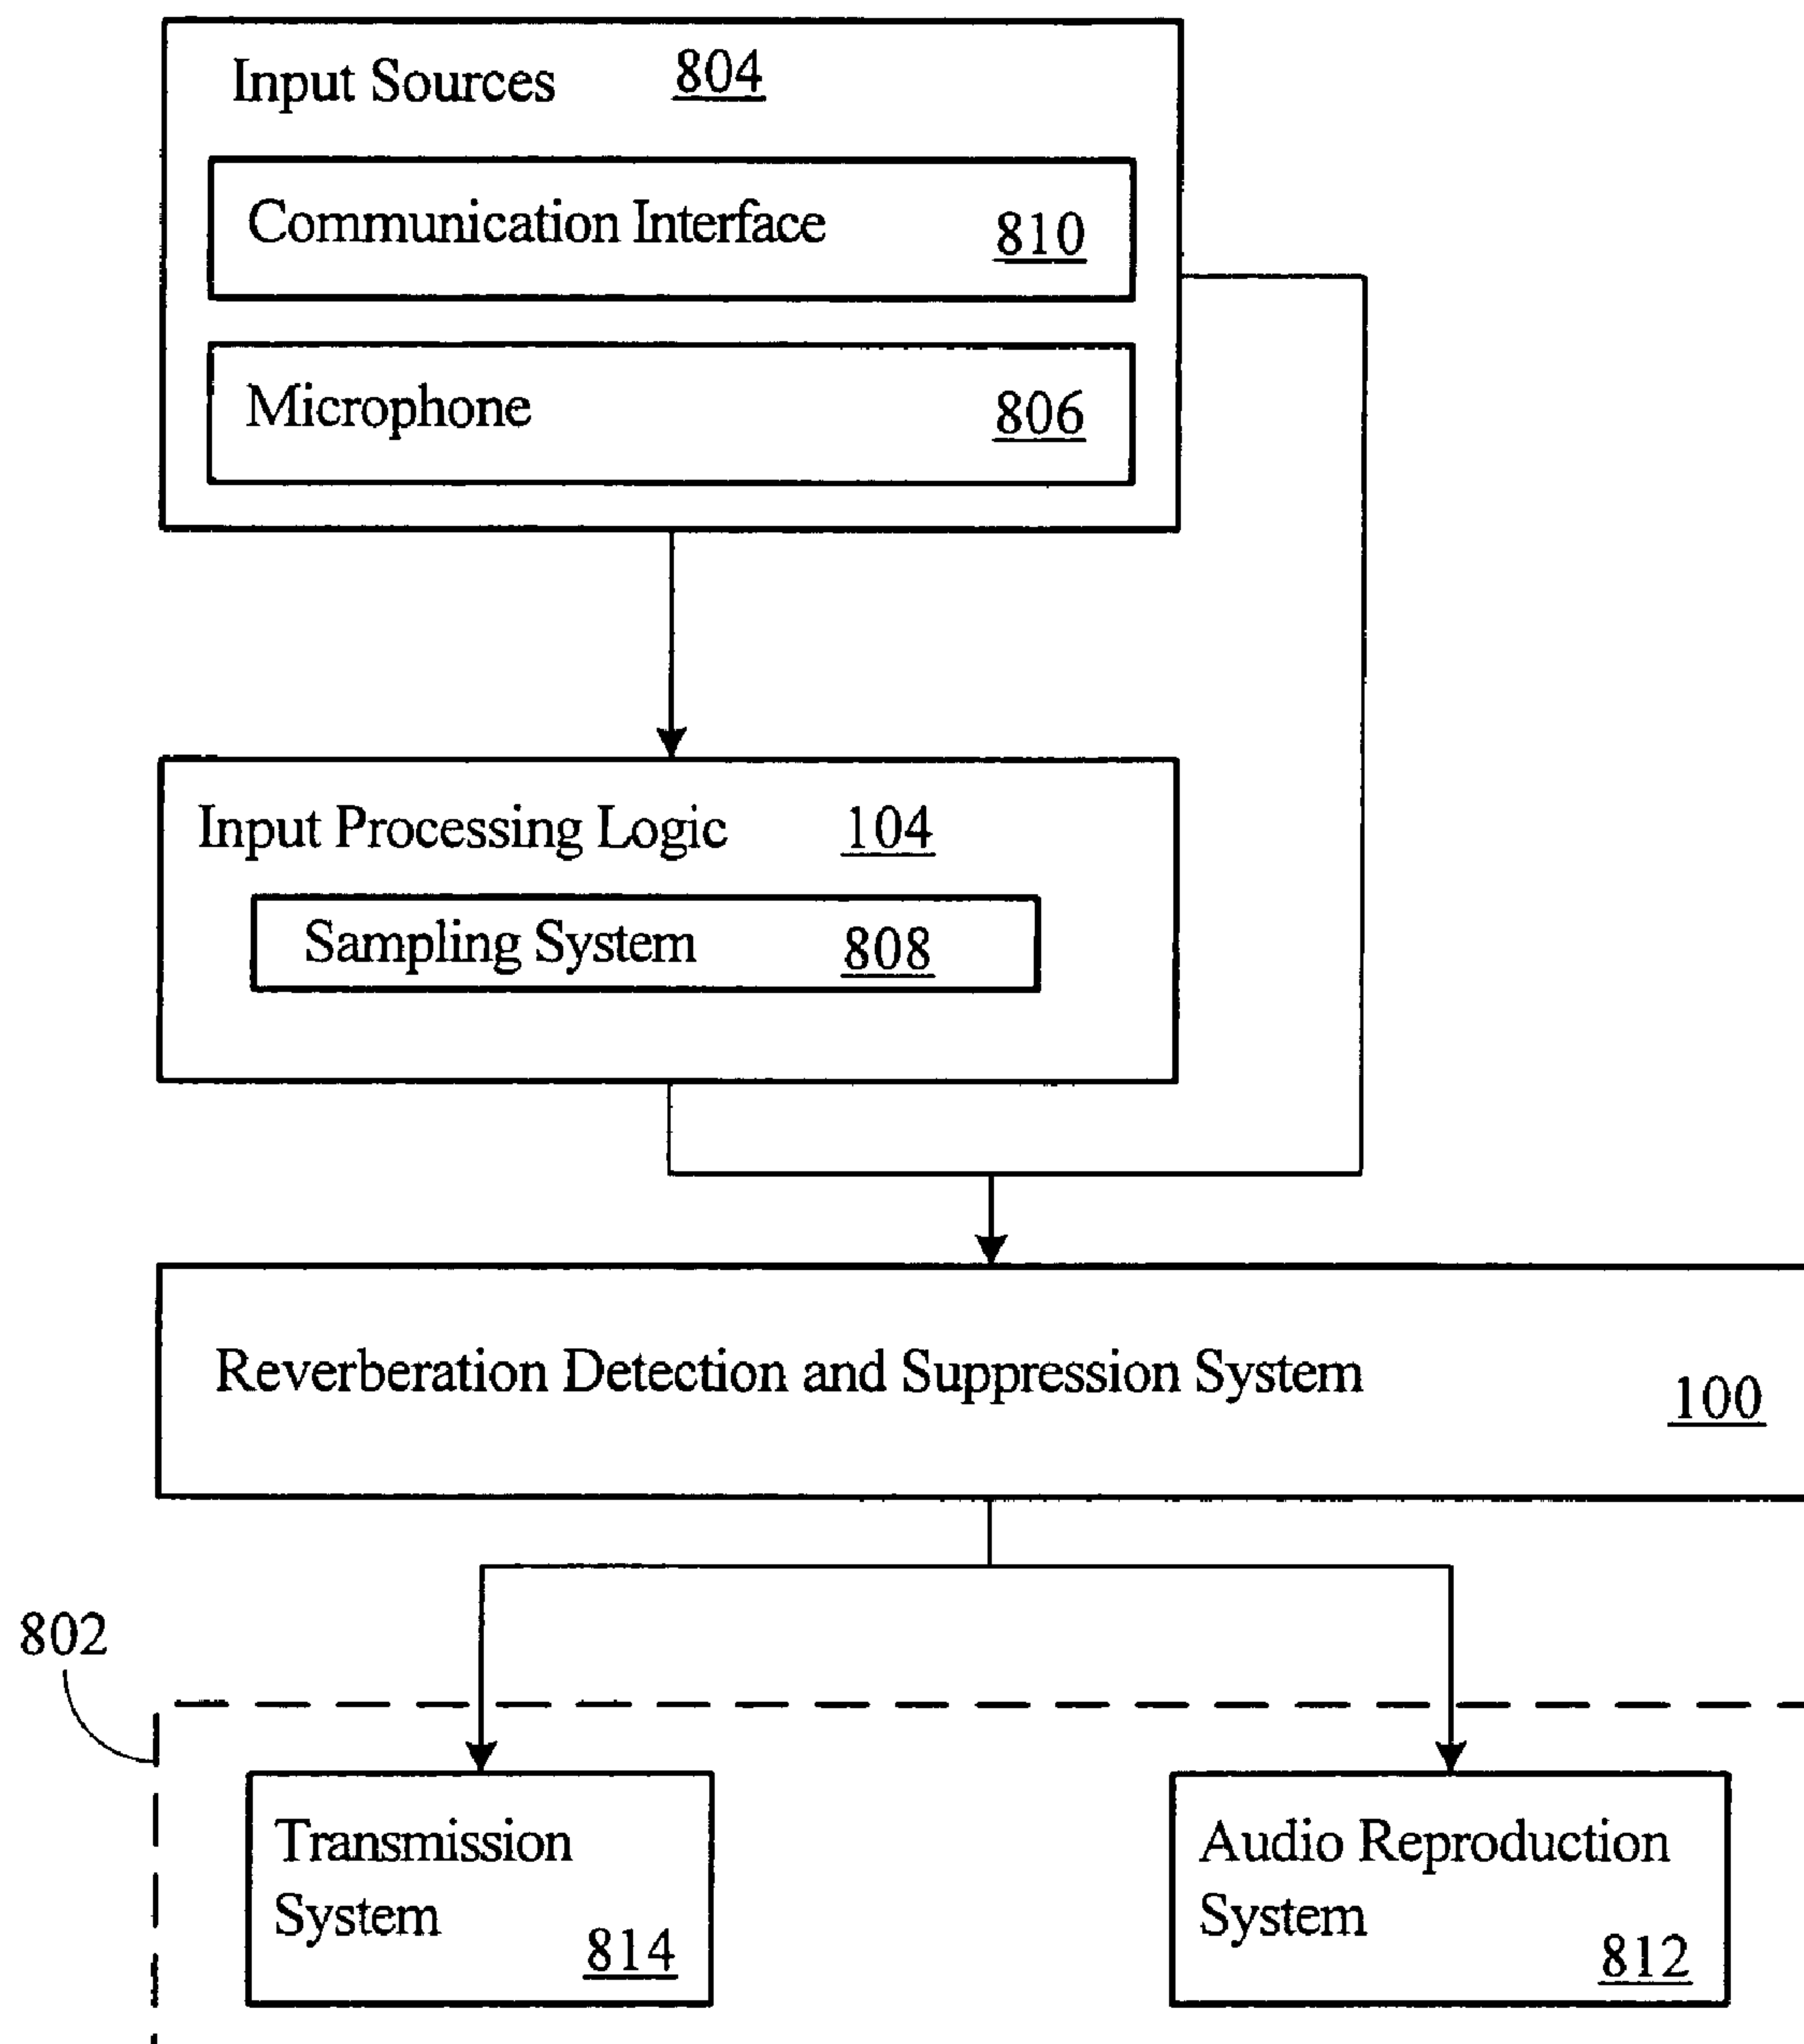 Input Sources 804
Communication Interface 810
Microphone 806
Input Processing Logic 104
Sampling System 808
Reverberation Detection and Suppression System 100
802
Transmission
System 814
Audio Reproduction
System 812